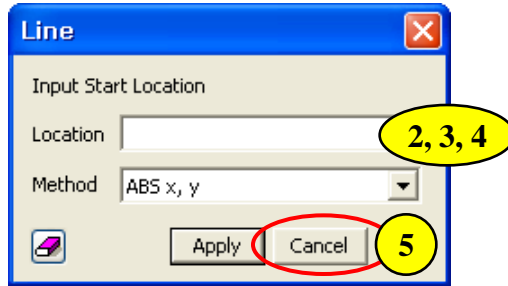 Line
Input Start Location
Location
2, 3, 4
Method ABS x, y
Apply Cancel 5